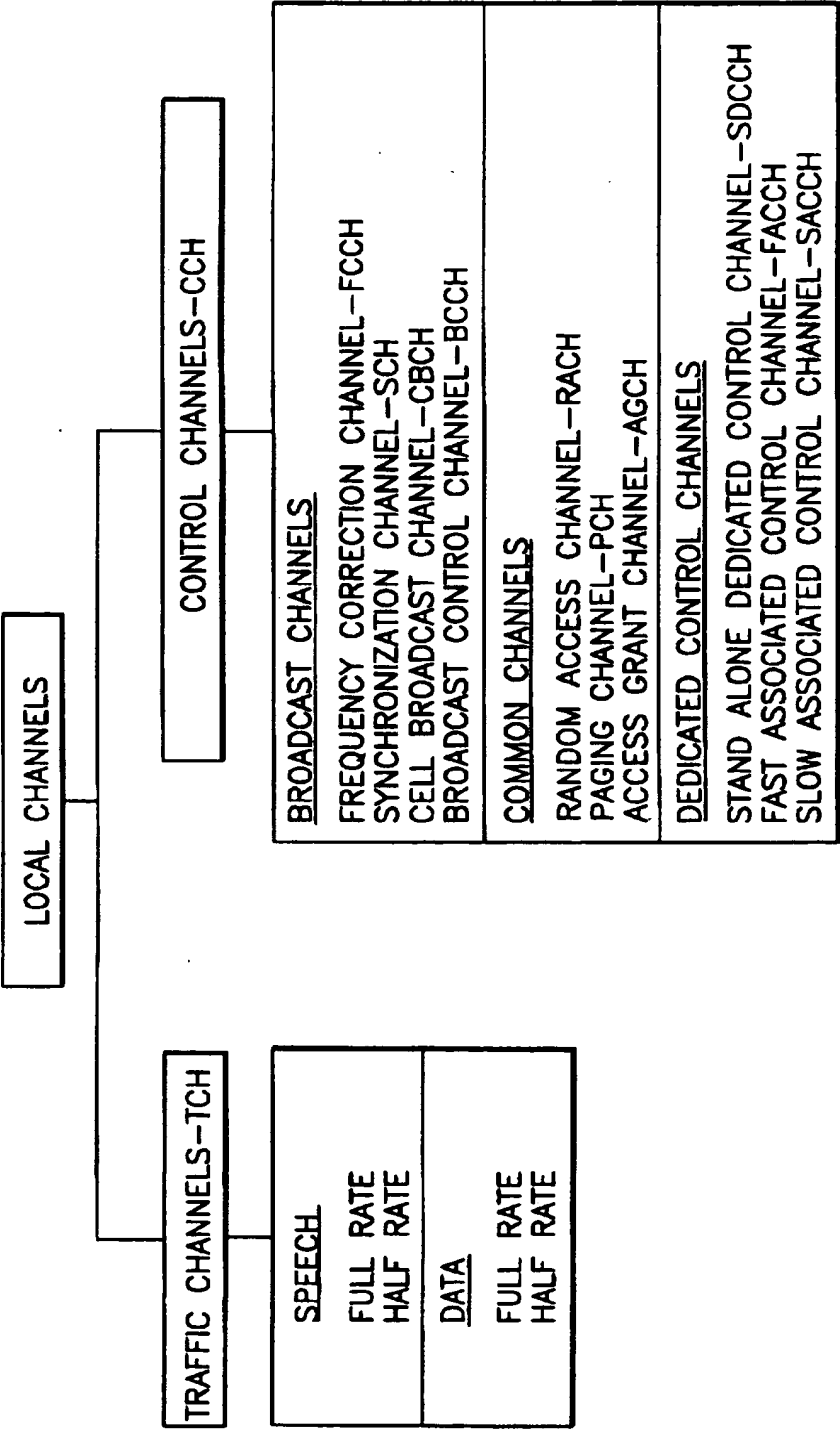 LOCAL CHANNELS
TRAFFIC CHANNELS-TCH
SPEECH
FULL RATE
HALF RATE
DATA
FULL RATE
HALF RATE
CONTROL CHANNELS-CCH
BROADCAST CHANNELS
FREQUENCY CORRECTION CHANNEL-FCCH
SYNCHRONIZATION CHANNEL-SCH
CELL BROADCAST CHANNEL-CBCH
BROADCAST CONTROL CHANNEL-BCCH
COMMON CHANNELS
RANDOM ACCESS CHANNEL-RACH
PAGING CHANNEL-PCH
ACCESS GRANT CHANNEL-AGCH
DEDICATED CONTROL CHANNELS
STAND ALONE DEDICATED CONTROL CHANNEL-SDCCH
FAST ASSOCIATED CONTROL CHANNEL-FACCH
SLOW ASSOCIATED CONTROL CHANNEL-SACCH